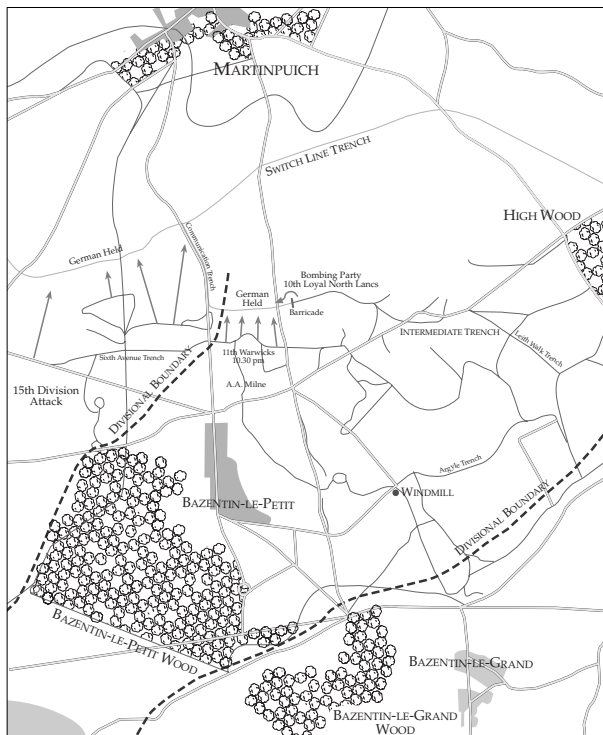 MARTINPUICH
SWITCH LINE TRENCH
HIGH WOOD
Communication Trench
German Held
Bombing Party
10th Loyal North Lancs
German
Held
Barricade
INTERMEDIATE TRENCH
Leith Walk Trench
Sixth Avenue Trench
11th Warwicks
10.30 pm
A.A. Milne
15th Division
Attack
DIVISIONAL BOUNDARY
Argyle Trench
BAZENTIN-LE-PETIT
WINDMILL
DIVISIONAL BOUNDARY
BAZENTIN-LE-PETIT WOOD
BAZENTIN-LE-GRAND
BAZENTIN-LE-GRAND
WOOD